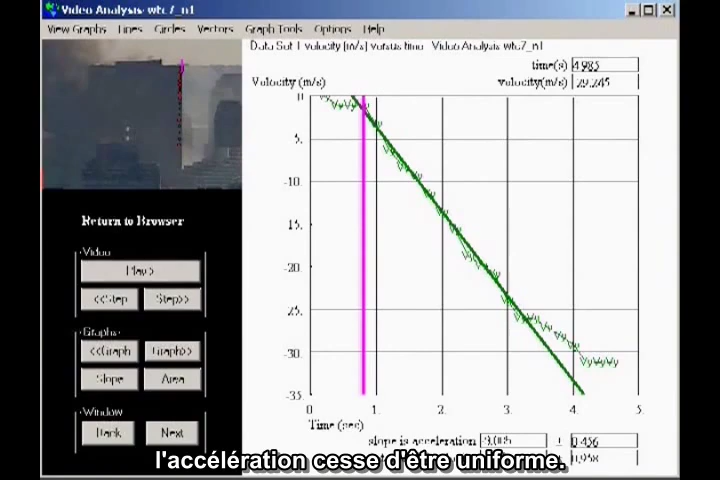 Video Analysis: wtc7_n1
View Graphs Lines Circles Vectors Graph Tools Options Help
Data Set 1 velocity [m/s] versus time Video Analysis wtc7_n1
time(s) 4.985
Velocity (m/s) velocity(m/s) 29.245
0
5.
-10.
15.
-20.
25.
-30.
-35
0 1. 2. 3. 4. 5.
Time (sec)
Return to Browser
Video
Play>
<<Step Step>>
Graphs
<<Graph Graph>>
Slope Area
Window
Back Next
slope is acceleration ± 0.456
l'accélération cesse d'être uniforme.